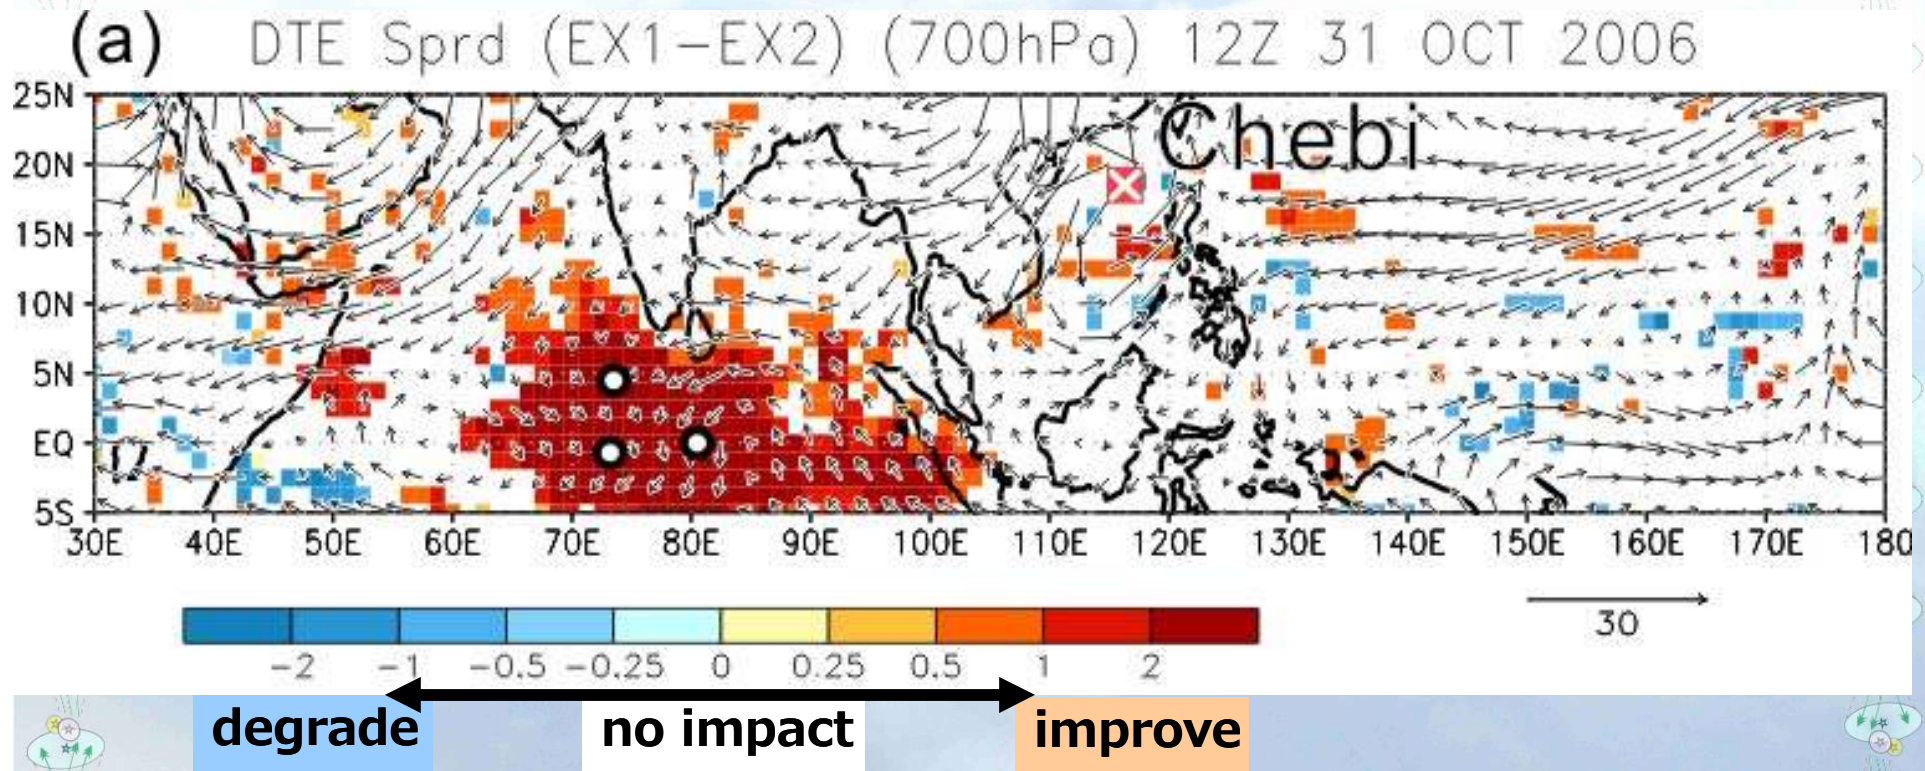 (a) DTE Sprd (EX1-EX2) (700hPa) 12Z 31 OCT 2006
25N
Chebi
20N
15N
10N
5N
EQ
5S
30E 40E 50E 60E 70E 80E 90E 100E 110E 120E 130E 140E 150E 160E 170E 180
-2 -1 -0.5 -0.25 0 0.25 0.5 1 2
30
degrade no impact improve